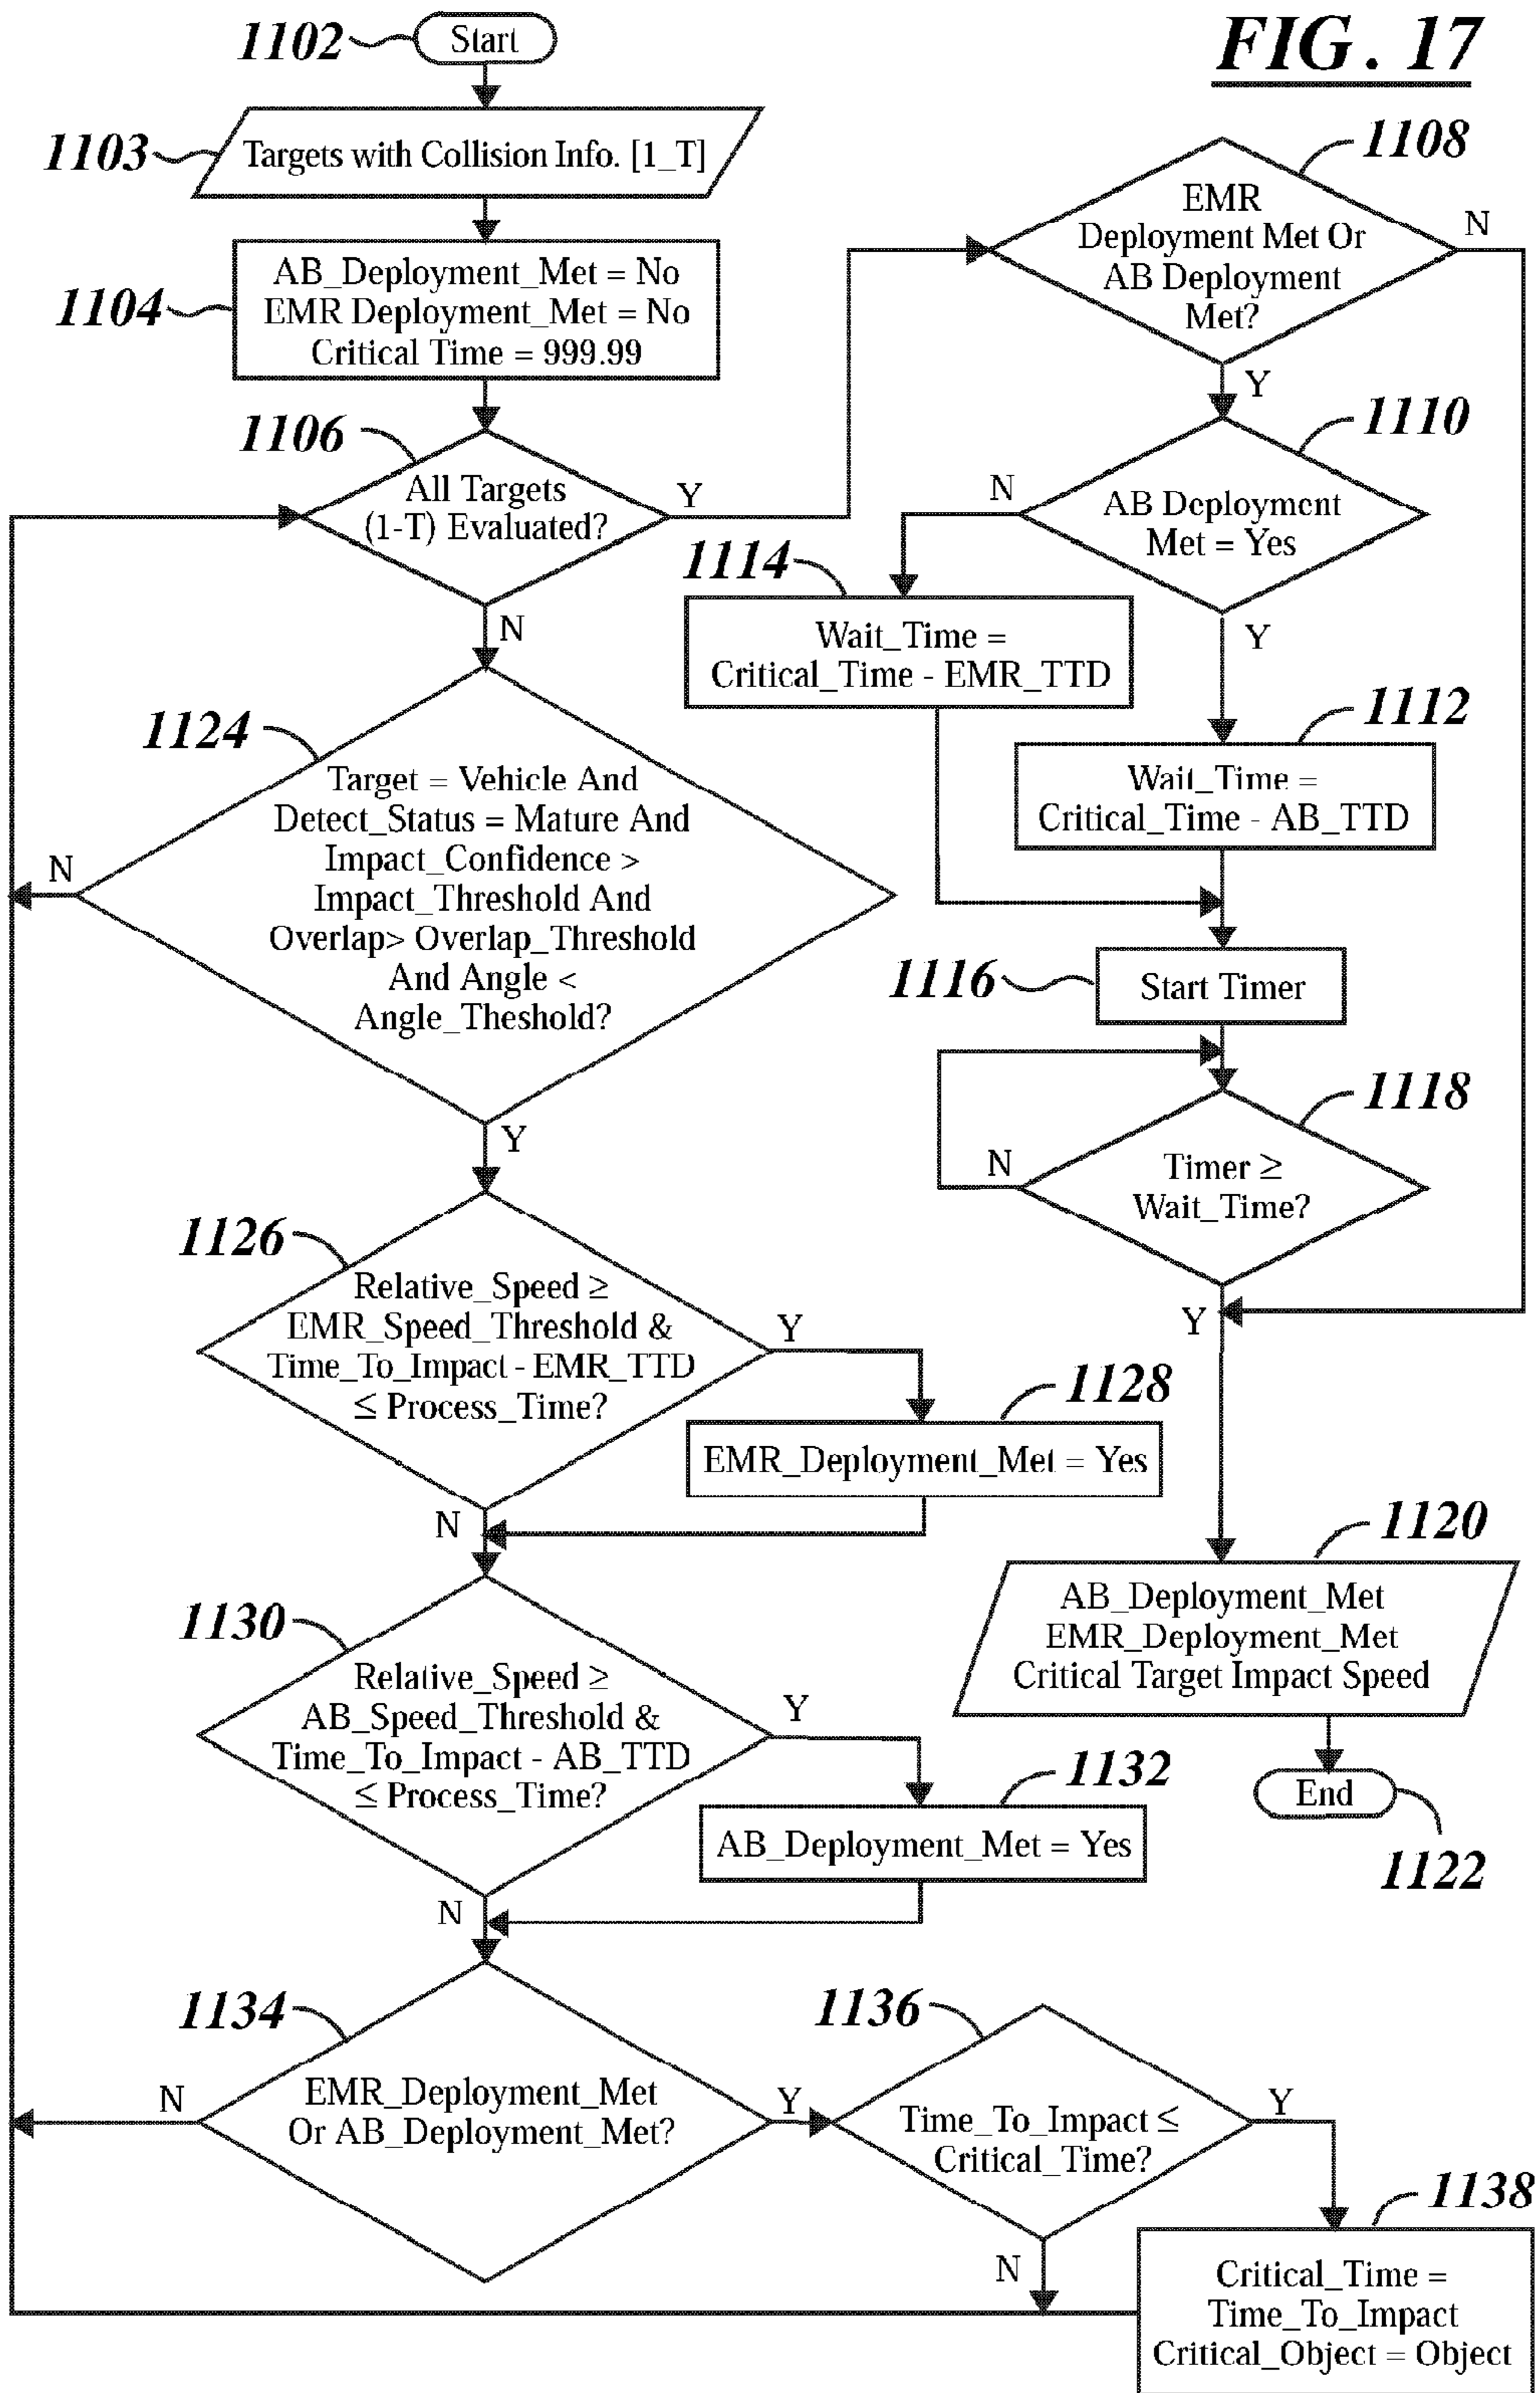 FIG. 17
1102
Start
1103
Targets with Collision Info. [1_T]
1104
AB_Deployment_Met = No
EMR Deployment_Met = No
Critical Time = 999.99
1106
All Targets
(1-T) Evaluated?
Y
N
1124
Target = Vehicle And
Detect_Status = Mature And
Impact_Confidence >
Impact_Threshold And
Overlap> Overlap_Threshold
And Angle <
Angle_Theshold?
N
Y
1126
Relative_Speed ≥
EMR_Speed_Threshold &
Time_To_Impact - EMR_TTD
≤ Process_Time?
Y
1128
EMR_Deployment_Met = Yes
N
1130
Relative_Speed ≥
AB_Speed_Threshold &
Time_To_Impact - AB_TTD
≤ Process_Time?
Y
1132
AB_Deployment_Met = Yes
N
1134
EMR_Deployment_Met
Or AB_Deployment_Met?
N
Y
1136
Time_To_Impact ≤
Critical_Time?
Y
N
1138
Critical_Time =
Time_To_Impact
Critical_Object = Object
1108
EMR
Deployment Met Or
AB Deployment
Met?
N
Y
1110
AB Deployment
Met = Yes
N
Y
1114
Wait_Time =
Critical_Time - EMR_TTD
1112
Wait_Time =
Critical_Time - AB_TTD
1116
Start Timer
1118
Timer ≥
Wait_Time?
N
Y
1120
AB_Deployment_Met
EMR_Deployment_Met
Critical Target Impact Speed
End
1122